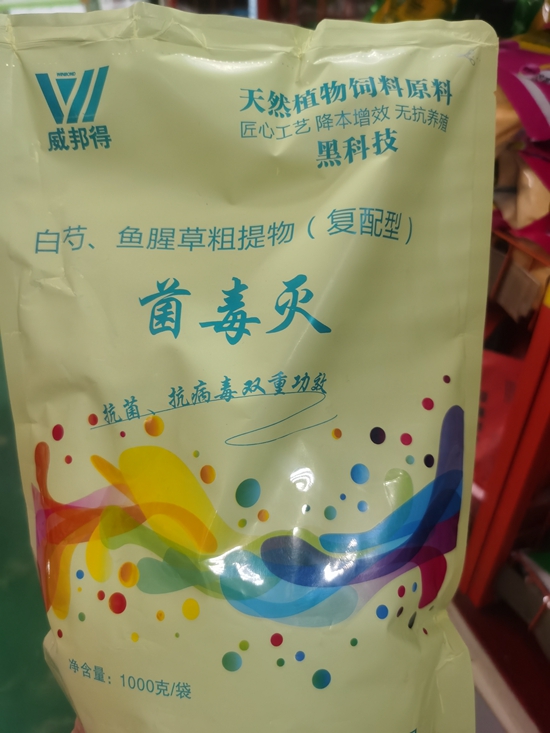 威邦得
天然植物饲料原料
匠心工艺 降本增效 无抗养殖
黑科技
白芍、鱼腥草粗提物（复配型）
菌毒灭
抗菌、抗病毒双重功效
净含量：1000克/袋